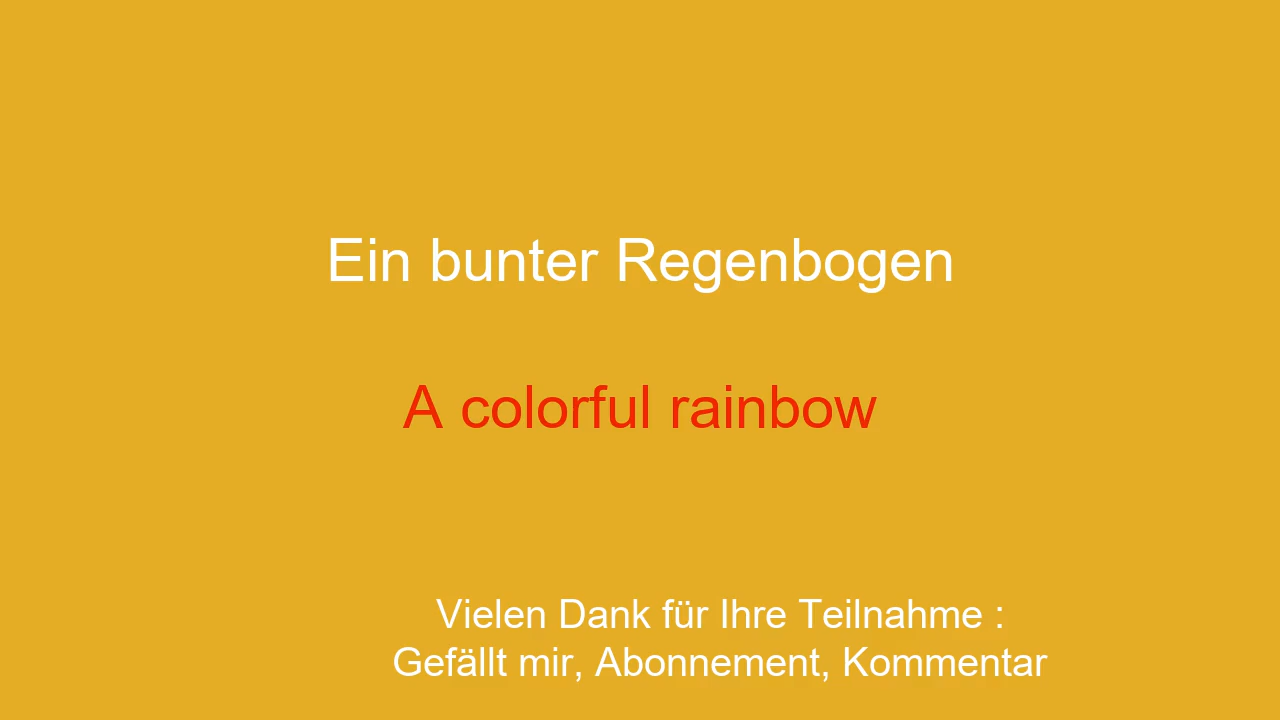 Ein bunter Regenbogen
A colorful rainbow
Vielen Dank für Ihre Teilnahme :
Gefällt mir, Abonnement, Kommentar